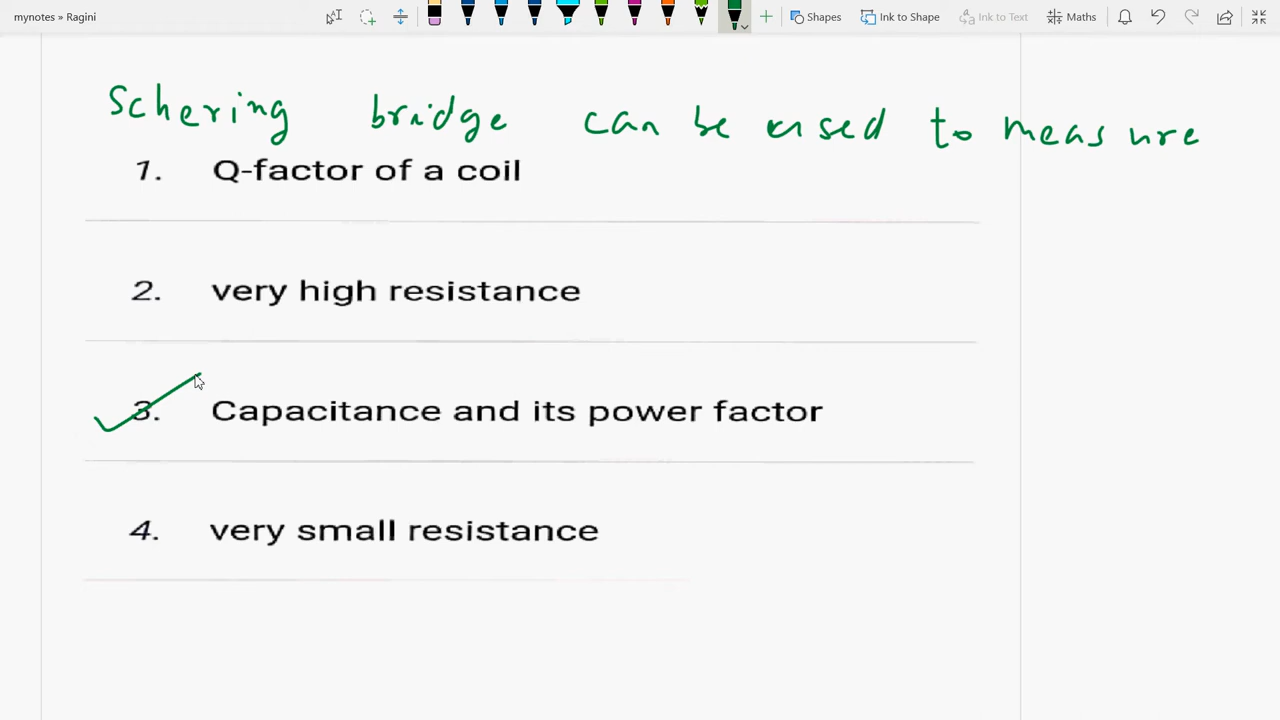 mynotes » Ragini
Shapes
Ink to Shape
Ink to Text
Maths
Schering bridge can be used to measure
1. Q-factor of a coil
2. very high resistance
3. Capacitance and its power factor
4. very small resistance